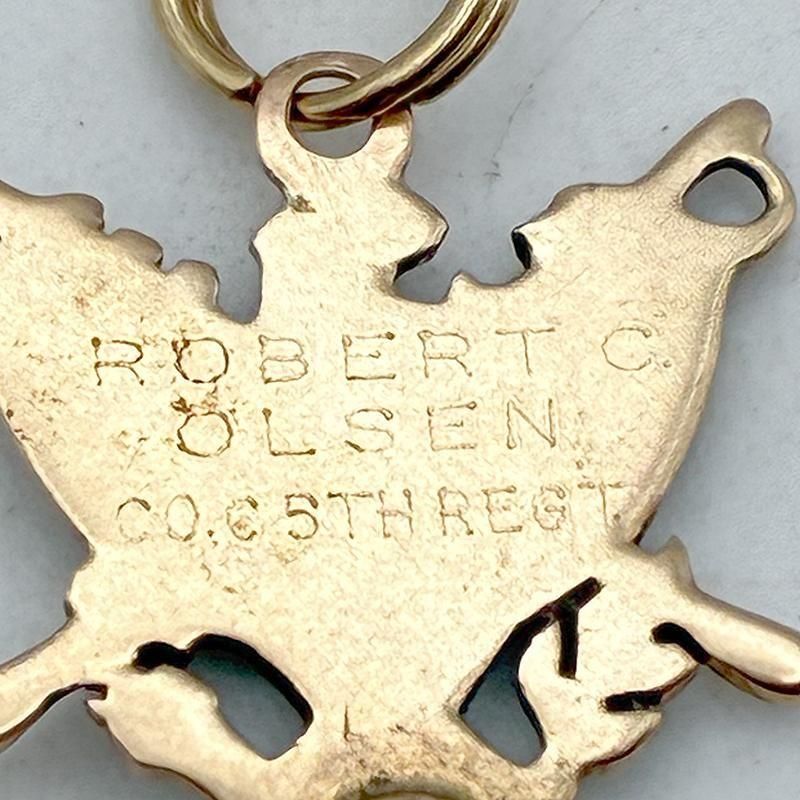 ROBERT C.
OLSEN
CO. C 5TH REGT